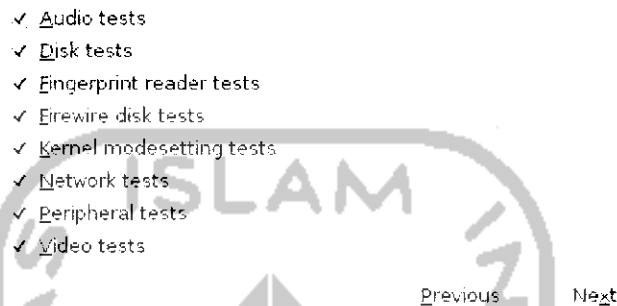 ✓ Audio tests
✓ Disk tests
✓ Fingerprint reader tests
✓ Firewire disk tests
✓ Kernel modesetting tests
✓ Network tests
✓ Peripheral tests
✓ Video tests
ISLAM
Previous Next